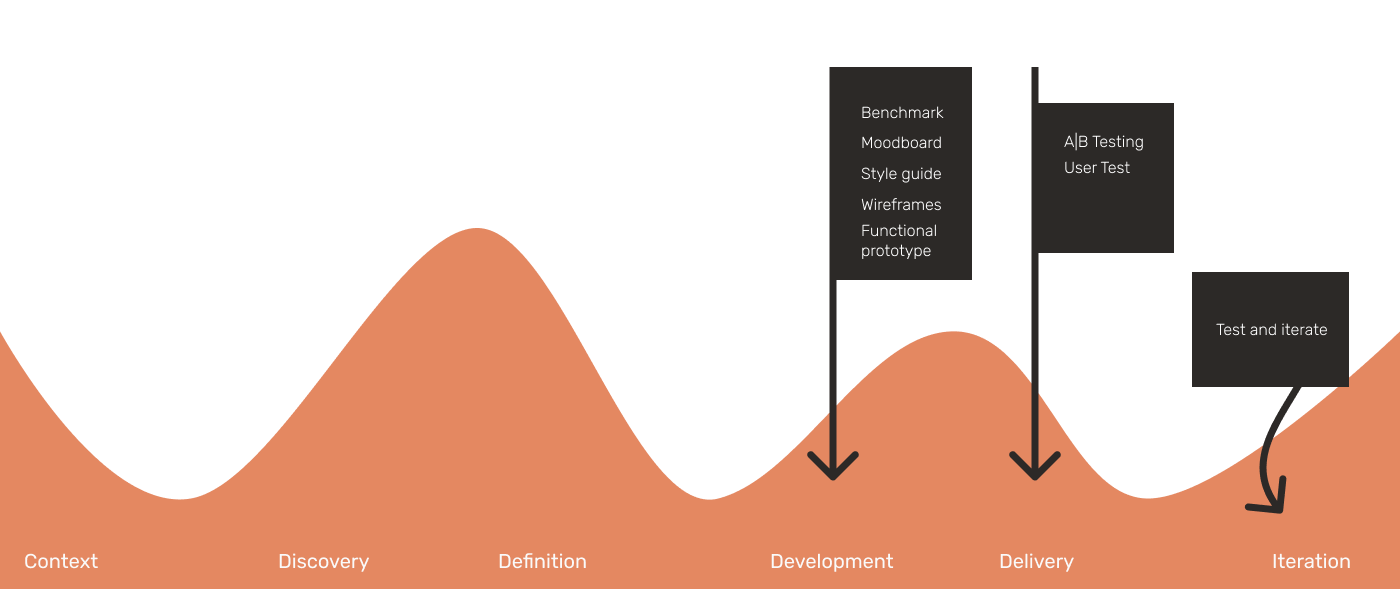 Benchmark
Moodboard
Style guide
Wireframes
Functional
prototype
A|B Testing
User Test
Test and iterate
Context
Discovery
Definition
Development
Delivery
Iteration